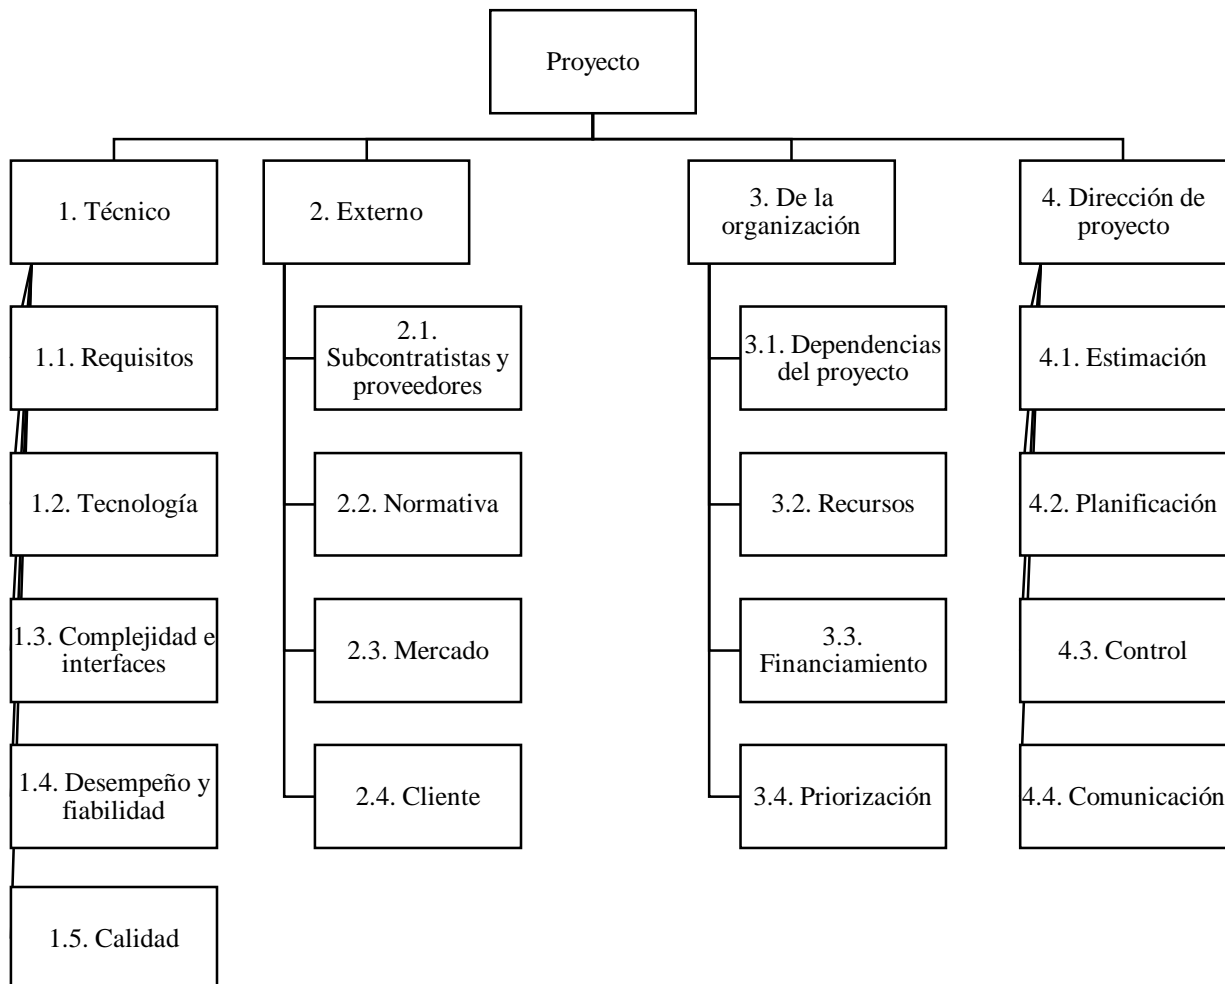 Proyecto
1. Técnico
2. Externo
3. De la
organización
4. Dirección de
proyecto
1.1. Requisitos
2.1.
Subcontratistas y
proveedores
3.1. Dependencias
del proyecto
4.1. Estimación
1.2. Tecnología
2.2. Normativa
3.2. Recursos
4.2. Planificación
1.3. Complejidad e
interfaces
2.3. Mercado
3.3.
Financiamiento
4.3. Control
1.4. Desempeño y
fiabilidad
2.4. Cliente
3.4. Priorización
4.4. Comunicación
1.5. Calidad